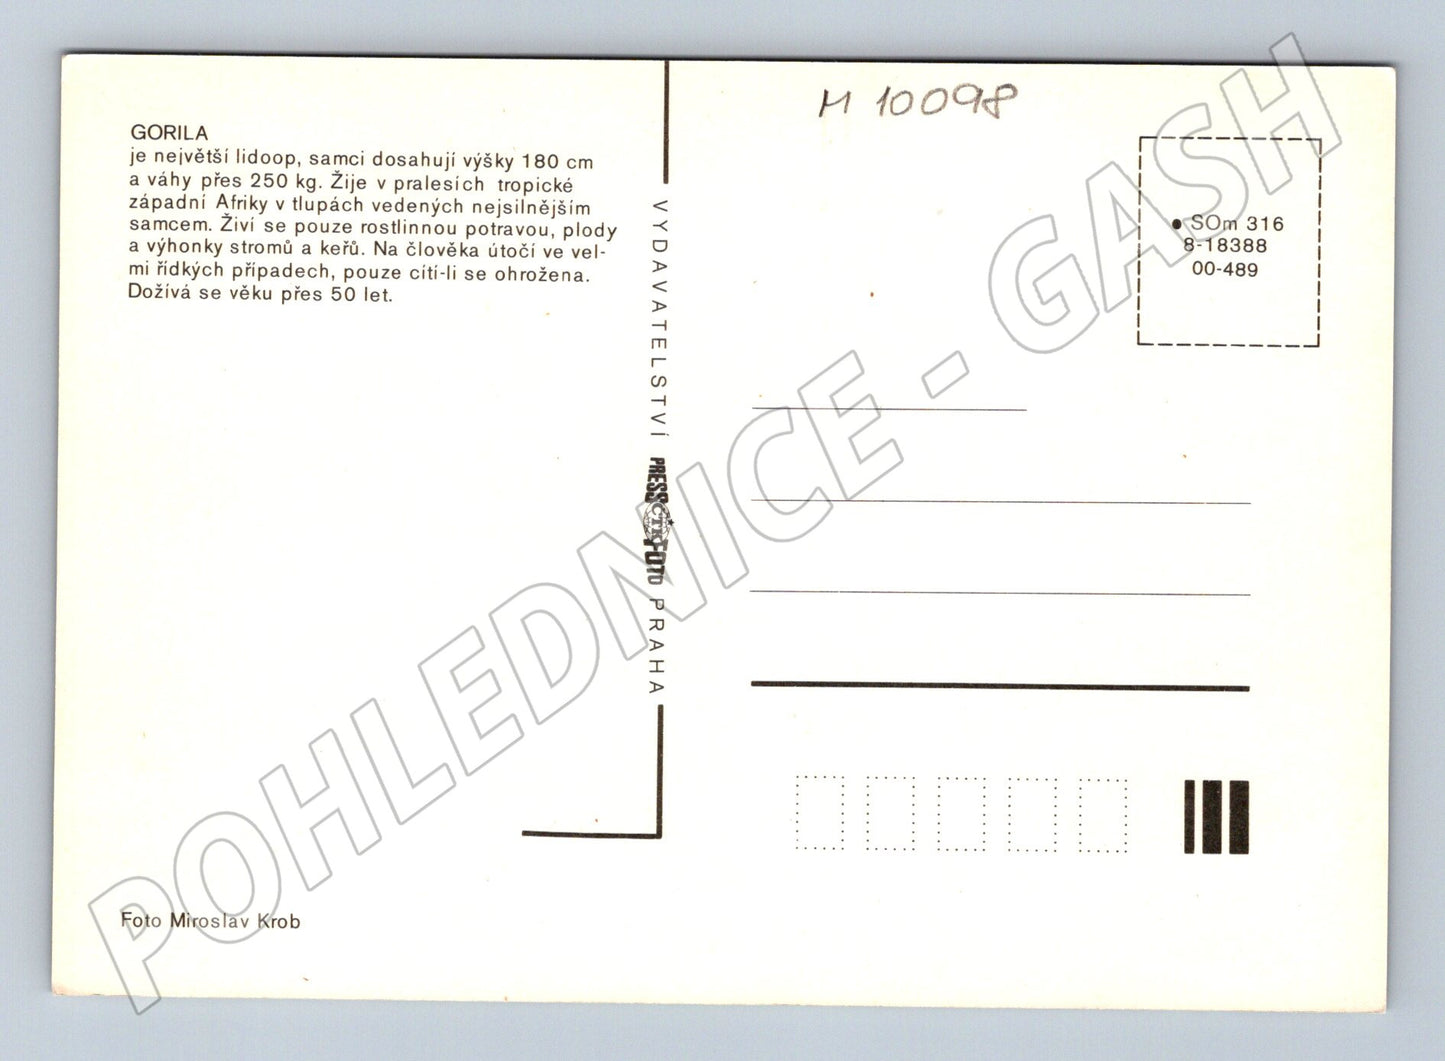 M 10098
GORILA
je největší lidoop, samci dosahují výšky 180 cm
a váhy přes 250 kg. Žije v pralesích tropické
západní Afriky v tlupách vedených nejsilnějším
samcem. Živí se pouze rostlinnou potravou, plody
a výhonky stromů a keřů. Na člověka útočí ve vel-
mi řídkých případech, pouze cítí-li se ohrožena.
Dožívá se věku přes 50 let.
SOm 316
8-18388
00-489
VYDAVATELSTVÍ PRESSFOTO PRAHA
ČTK
Foto Miroslav Krob
POHLEDNICE - GASH